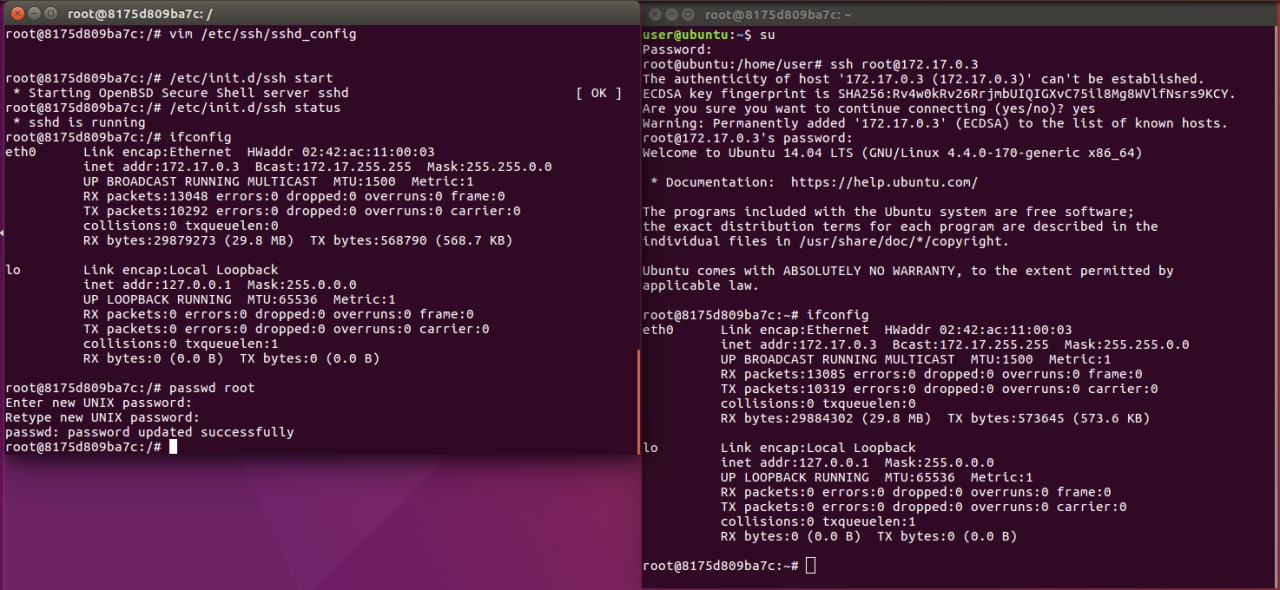 root@8175d809ba7c: /
root@8175d809ba7c:/# vim /etc/ssh/sshd_config
root@8175d809ba7c:/# /etc/init.d/ssh start
 * Starting OpenBSD Secure Shell server sshd [ OK ]
root@8175d809ba7c:/# /etc/init.d/ssh status
 * sshd is running
root@8175d809ba7c:/# ifconfig
eth0 Link encap:Ethernet HWaddr 02:42:ac:11:00:03
inet addr:172.17.0.3 Bcast:172.17.255.255 Mask:255.255.0.0
UP BROADCAST RUNNING MULTICAST MTU:1500 Metric:1
RX packets:13048 errors:0 dropped:0 overruns:0 frame:0
TX packets:10292 errors:0 dropped:0 overruns:0 carrier:0
collisions:0 txqueuelen:0
RX bytes:29879273 (29.8 MB) TX bytes:568790 (568.7 KB)
lo Link encap:Local Loopback
inet addr:127.0.0.1 Mask:255.0.0.0
UP LOOPBACK RUNNING MTU:65536 Metric:1
RX packets:0 errors:0 dropped:0 overruns:0 frame:0
TX packets:0 errors:0 dropped:0 overruns:0 carrier:0
collisions:0 txqueuelen:1
RX bytes:0 (0.0 B) TX bytes:0 (0.0 B)
root@8175d809ba7c:/# passwd root
Enter new UNIX password:
Retype new UNIX password:
passwd: password updated successfully
root@8175d809ba7c:/#
root@8175d809ba7c: ~
user@ubuntu:~$ su
Password:
root@ubuntu:/home/user# ssh root@172.17.0.3
The authenticity of host '172.17.0.3 (172.17.0.3)' can't be established.
ECDSA key fingerprint is SHA256:Rv4w0kRv26RrjmbUIQIGXvC75il8Mg8WVlfNsrs9KCY.
Are you sure you want to continue connecting (yes/no)? yes
Warning: Permanently added '172.17.0.3' (ECDSA) to the list of known hosts.
root@172.17.0.3's password:
Welcome to Ubuntu 14.04 LTS (GNU/Linux 4.4.0-170-generic x86_64)
 * Documentation: https://help.ubuntu.com/
The programs included with the Ubuntu system are free software;
the exact distribution terms for each program are described in the
individual files in /usr/share/doc/*/copyright.
Ubuntu comes with ABSOLUTELY NO WARRANTY, to the extent permitted by
applicable law.
root@8175d809ba7c:~# ifconfig
eth0 Link encap:Ethernet HWaddr 02:42:ac:11:00:03
inet addr:172.17.0.3 Bcast:172.17.255.255 Mask:255.255.0.0
UP BROADCAST RUNNING MULTICAST MTU:1500 Metric:1
RX packets:13085 errors:0 dropped:0 overruns:0 frame:0
TX packets:10319 errors:0 dropped:0 overruns:0 carrier:0
collisions:0 txqueuelen:0
RX bytes:29884302 (29.8 MB) TX bytes:573645 (573.6 KB)
lo Link encap:Local Loopback
inet addr:127.0.0.1 Mask:255.0.0.0
UP LOOPBACK RUNNING MTU:65536 Metric:1
RX packets:0 errors:0 dropped:0 overruns:0 frame:0
TX packets:0 errors:0 dropped:0 overruns:0 carrier:0
collisions:0 txqueuelen:1
RX bytes:0 (0.0 B) TX bytes:0 (0.0 B)
root@8175d809ba7c:~#